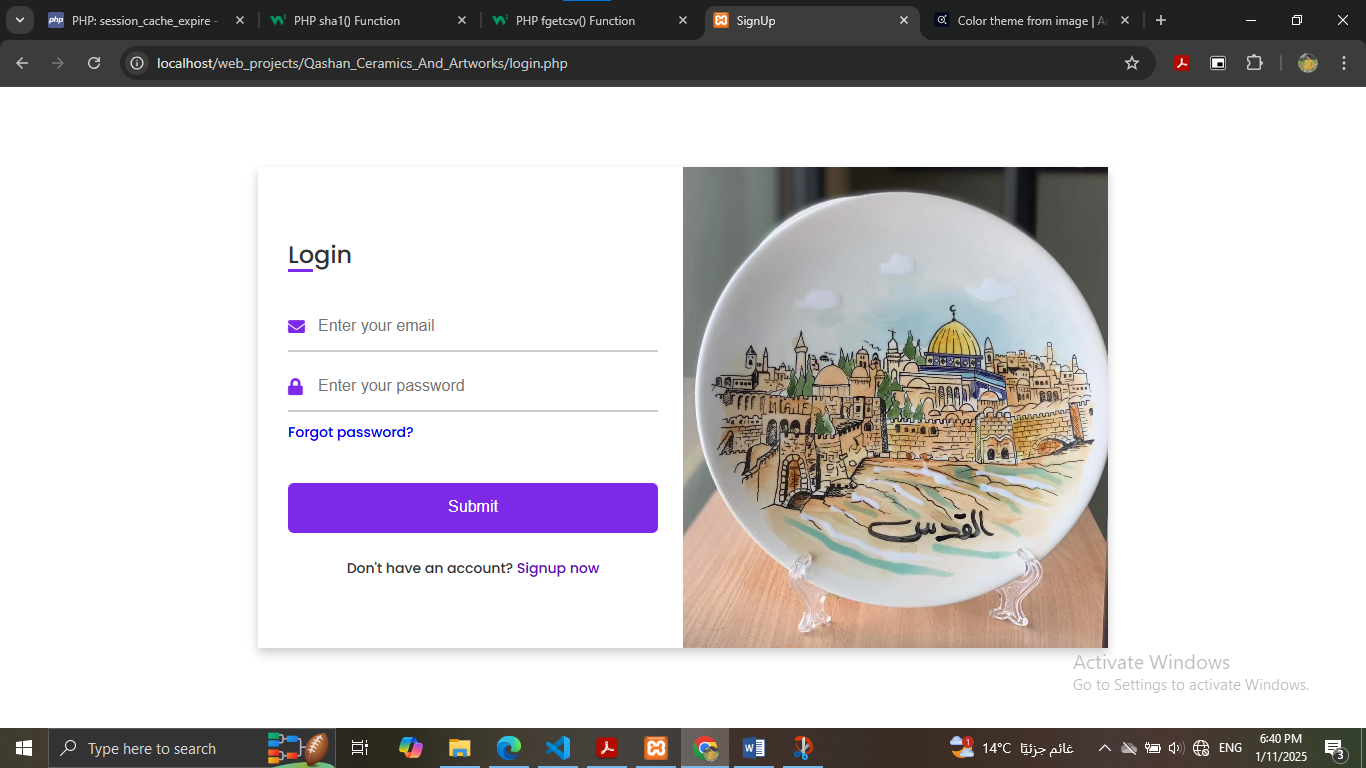 PHP: session_cache_expire -
PHP sha1() Function
PHP fgetcsv() Function
SignUp
Color theme from image | A
localhost/web_projects/Qashan_Ceramics_And_Artworks/login.php
Login
Enter your email
Enter your password
Forgot password?
Submit
Don't have an account? Signup now
القدس
Activate Windows
Go to Settings to activate Windows.
Type here to search
1
14°C غائم جزئيًا
ENG
6:40 PM
1/11/2025
3